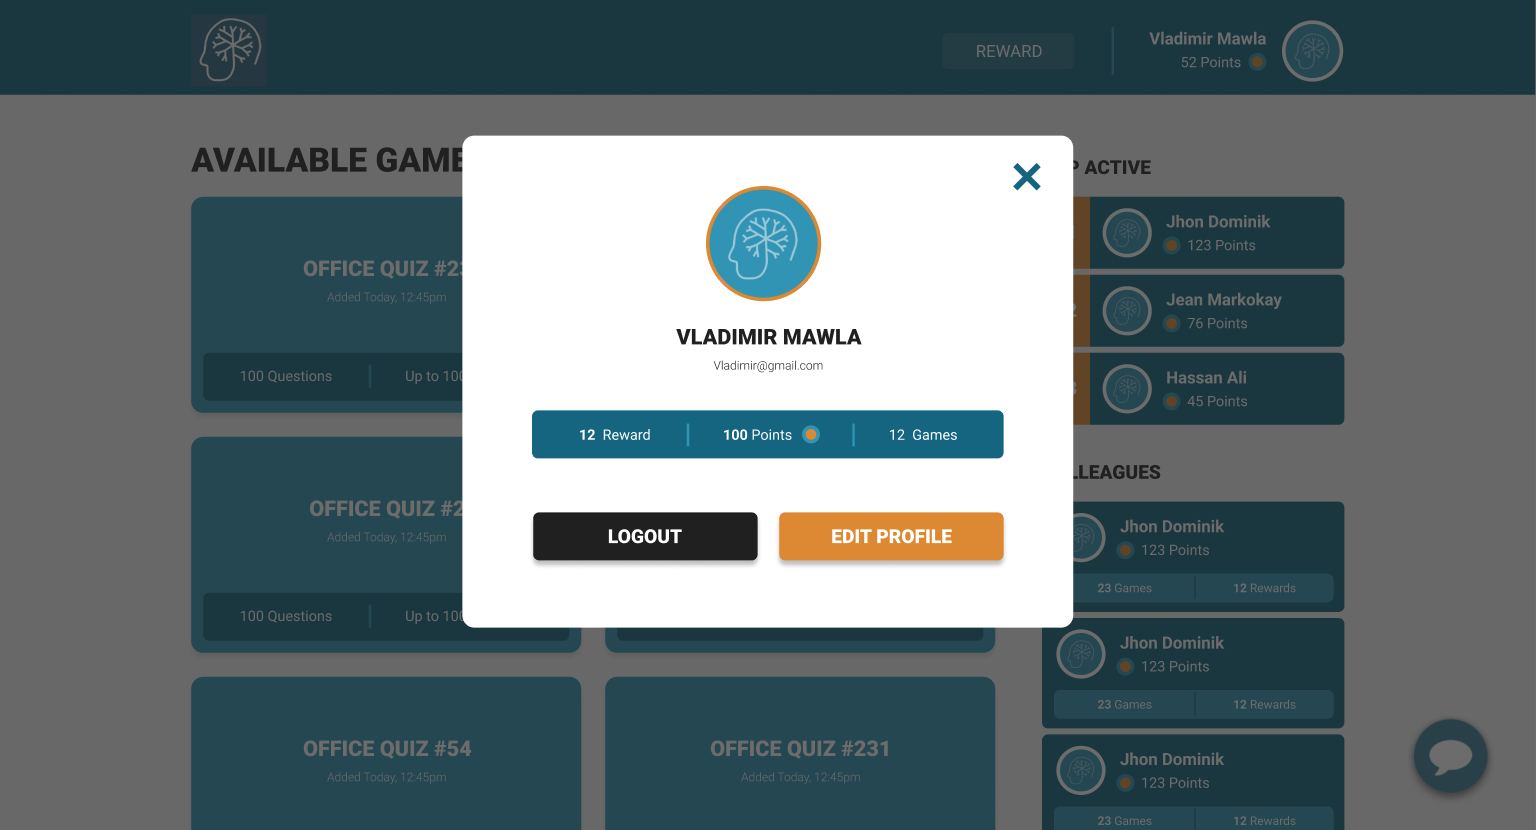 REWARD
Vladimir Mawla
52 Points
AVAILABLE GAME
ACTIVE
OFFICE QUIZ #23
Added Today, 12:45pm
100 Questions
Up to 100
Jhon Dominik
123 Points
Jean Markokay
76 Points
Hassan Ali
45 Points
VLADIMIR MAWLA
Vladimir@gmail.com
12 Reward
100 Points
12 Games
LOGOUT
EDIT PROFILE
OFFICE QUIZ #2
Added Today, 12:45pm
100 Questions
Up to 100
LLEAGUES
Jhon Dominik
123 Points
23 Games
12 Rewards
Jhon Dominik
123 Points
23 Games
12 Rewards
Jhon Dominik
123 Points
23 Games
12 Rewards
OFFICE QUIZ #54
Added Today, 12:45pm
OFFICE QUIZ #231
Added Today, 12:45pm